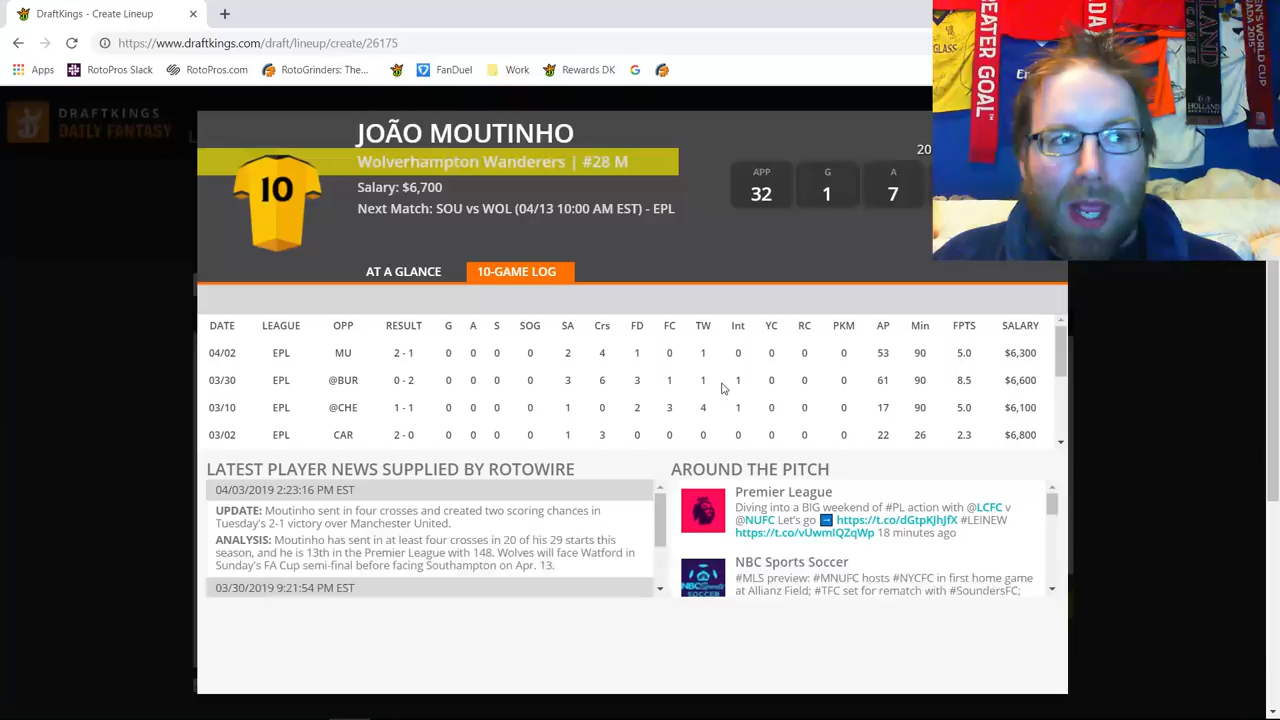 DraftKings - Create Lineup
https://www.draftkings.com/draft/lineup/create/26175
Apps RotoPros Slack RotoPros.com RotoGrinders: The... FanDuel Work Rewards DK
DRAFTKINGS
DAILY FANTASY
JOÃO MOUTINHO
Wolverhampton Wanderers | #28 M
10
Salary: $6,700
Next Match: SOU vs WOL (04/13 10:00 AM EST) - EPL
20
APP G A
32 1 7
AT A GLANCE 10-GAME LOG
DATE LEAGUE OPP RESULT G A S SOG SA Crs FD FC TW Int YC RC PKM AP Min FPTS SALARY
04/02 EPL MU 2 - 1 0 0 0 0 2 4 1 0 1 0 0 0 0 53 90 5.0 $6,300
03/30 EPL @BUR 0 - 2 0 0 0 0 3 6 3 1 1 1 0 0 0 61 90 8.5 $6,600
03/10 EPL @CHE 1 - 1 0 0 0 0 1 0 2 3 4 1 0 0 0 17 90 5.0 $6,100
03/02 EPL CAR 2 - 0 0 0 0 0 1 3 0 0 0 0 0 0 0 22 26 2.3 $6,800
LATEST PLAYER NEWS SUPPLIED BY ROTOWIRE
04/03/2019 2:23:16 PM EST
UPDATE: Moutinho sent in four crosses and created two scoring chances in
Tuesday's 2-1 victory over Manchester United.
ANALYSIS: Moutinho has sent in at least four crosses in 20 of his 29 starts this
season, and he is 13th in the Premier League with 148. Wolves will face Watford in
Sunday's FA Cup semi-final before facing Southampton on Apr. 13.
03/30/2019 9:21:54 PM EST
AROUND THE PITCH
Premier League
Diving into a BIG weekend of #PL action with @LCFC v
@NUFC Let's go ➡ https://t.co/dGtpKJhJfX #LEINEW
https://t.co/vUwmIQZqWp 18 minutes ago
NBC Sports Soccer
#MLS preview: #MNUFC hosts #NYCFC in first home game
at Allianz Field; #TFC set for rematch with #SoundersFC;
GLASS
EATER GOAL™
HOLLAND
WOMEN'S WORLD CUP
CANADA 2015™